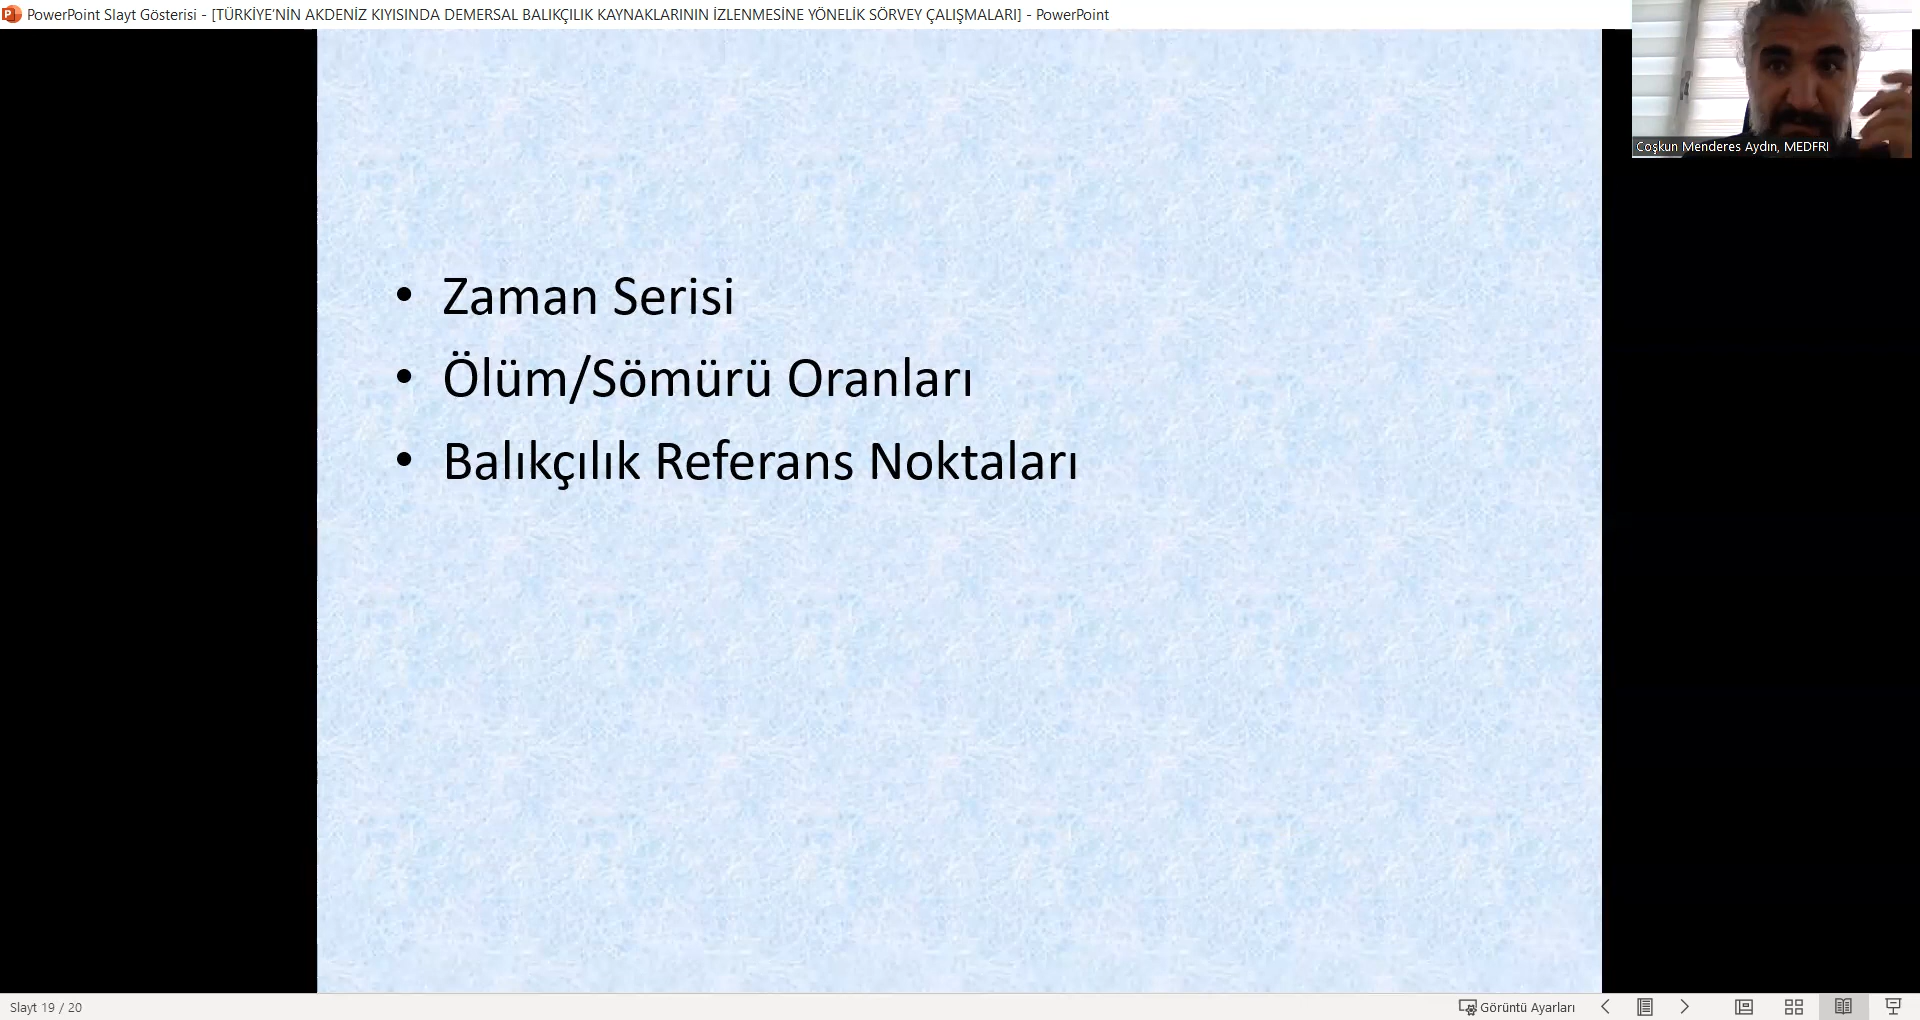 PowerPoint Slayt Gösterisi - [TÜRKİYE'NİN AKDENİZ KIYISINDA DEMERSAL BALIKÇILIK KAYNAKLARININ İZLENMESİNE YÖNELİK SÖRVEY ÇALIŞMALARI] - PowerPoint
Coşkun Menderes Aydın, MEDFRI
• Zaman Serisi
• Ölüm/Sömürü Oranları
• Balıkçılık Referans Noktaları
Slayt 19 / 20
Görüntü Ayarları